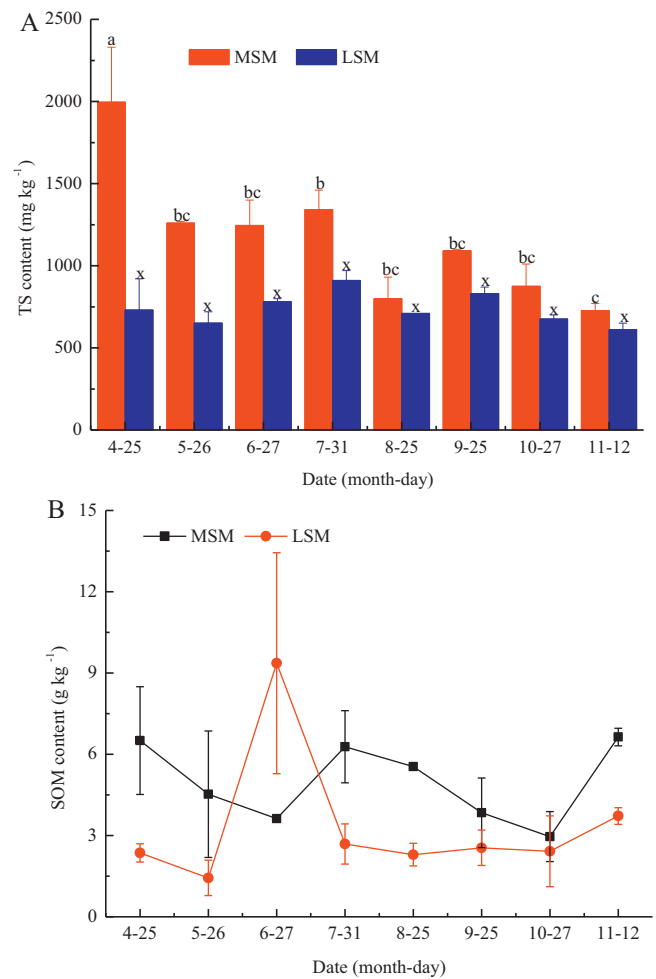 A
2500
2000
1500
1000
500
0
TS content (mg kg -1)
MSM LSM
a
x
bc
x
bc
x
b
x
bc
x
bc
x
bc
x
c
x
4-25 5-26 6-27 7-31 8-25 9-25 10-27 11-12
Date (month-day)
B
15
12
9
6
3
0
SOM content (g kg -1)
MSM LSM
4-25 5-26 6-27 7-31 8-25 9-25 10-27 11-12
Date (month-day)